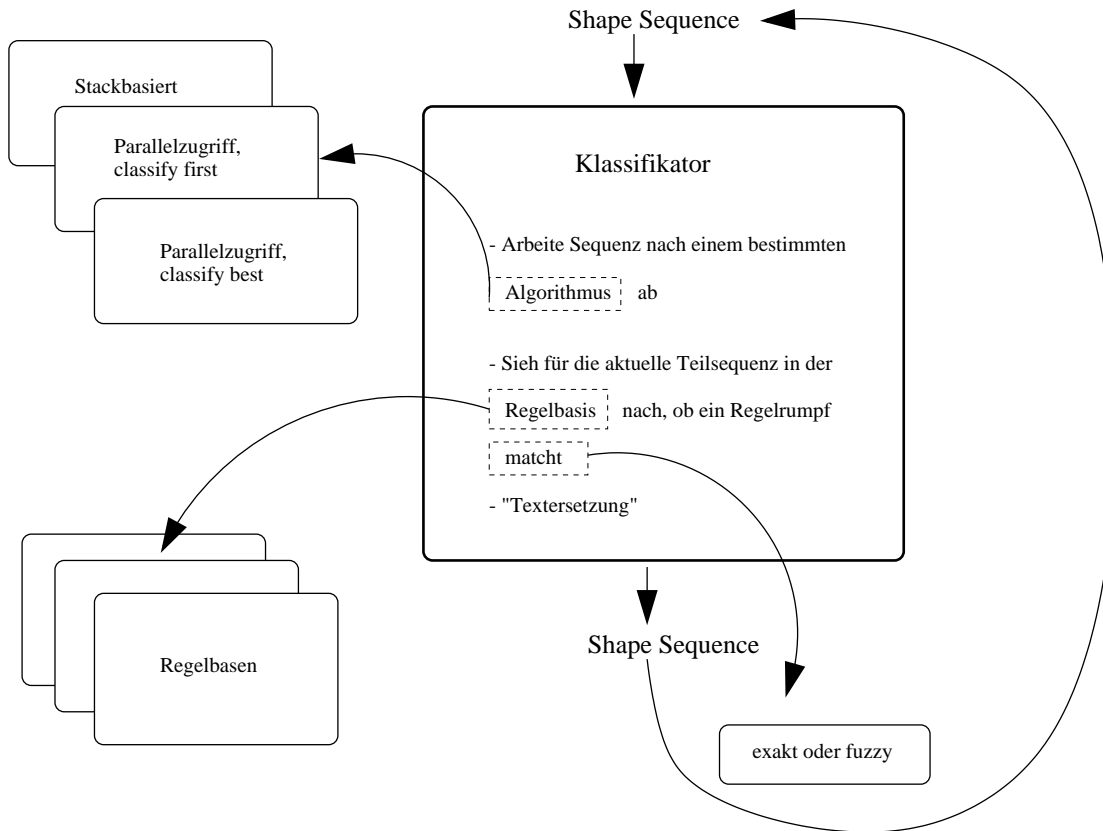 Shape Sequence
Stackbasiert
Parallelzugriff,
classify first
Parallelzugriff,
classify best
Klassifikator
- Arbeite Sequenz nach einem bestimmten
Algorithmus ab
- Sieh für die aktuelle Teilsequenz in der
Regelbasis nach, ob ein Regelrumpf
matcht
- "Textersetzung"
Shape Sequence
Regelbasen
exakt oder fuzzy